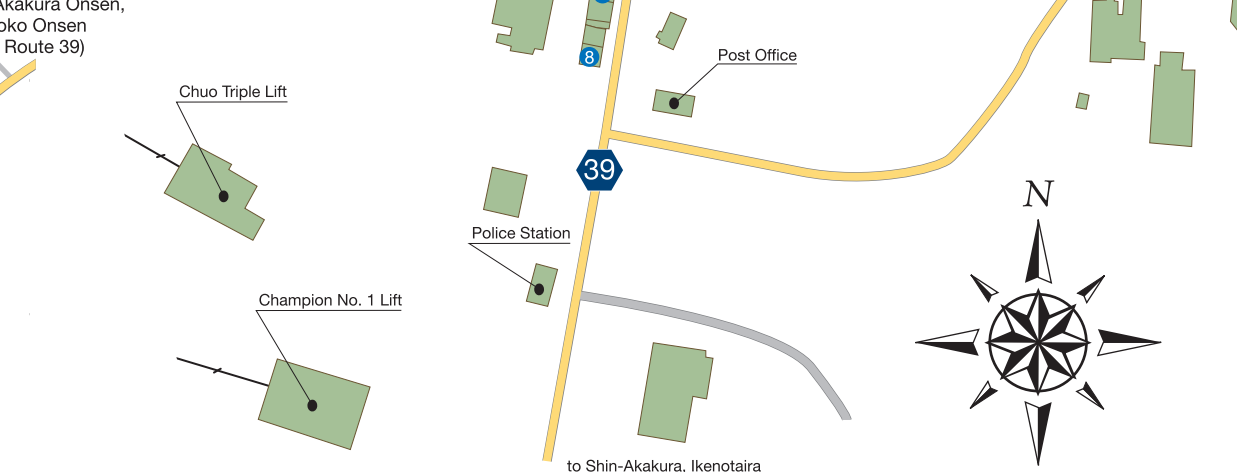 Akakura Onsen,
oko Onsen
Route 39)
8
Post Office
Chuo Triple Lift
39
N
Police Station
Champion No. 1 Lift
to Shin-Akakura, Ikenotaira